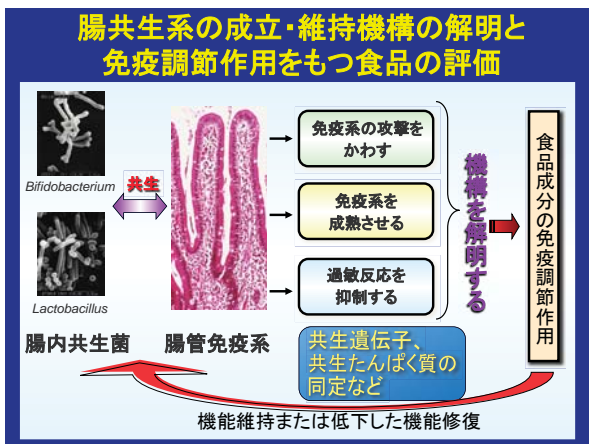 腸共生系の成立・維持機構の解明と
免疫調節作用をもつ食品の評価
Bifidobacterium
共生
Lactobacillus
腸内共生菌
腸管免疫系
免疫系の攻撃を
かわす
免疫系を
成熟させる
過敏反応を
抑制する
機構を解明する
食品成分の免疫調節作用
共生遺伝子、
共生たんぱく質の
同定など
機能維持または低下した機能修復